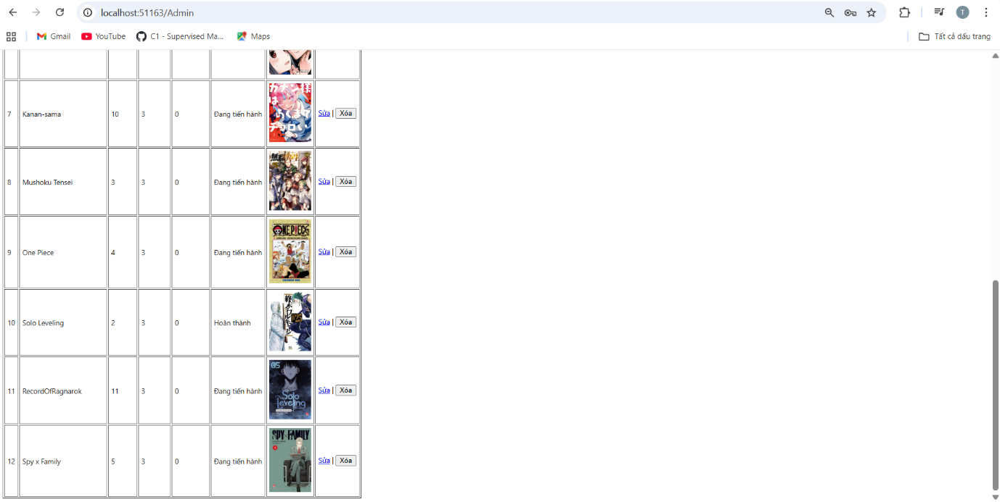 localhost:51163/Admin
T
Gmail YouTube C1 - Supervised Ma... Maps Tất cả dấu trang
7 Kanan-sama 10 3 0 Đang tiến hành Sửa | Xóa
8 Mushoku Tensei 3 3 0 Đang tiến hành Sửa | Xóa
9 One Piece 4 3 0 Đang tiến hành Sửa | Xóa
ONE PIECE
10 Solo Leveling 2 3 0 Hoàn thành Sửa | Xóa
11 RecordOfRagnarok 11 3 0 Đang tiến hành Sửa | Xóa
05
Solo
Leveling
12 Spy x Family 5 3 0 Đang tiến hành Sửa | Xóa
SPY×FAMILY